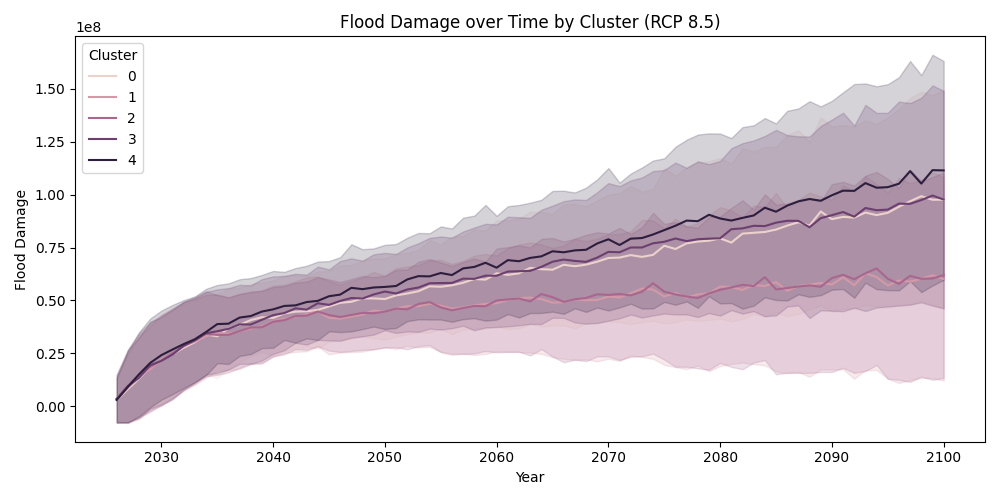 Flood Damage over Time by Cluster (RCP 8.5)
1e8
Cluster
0
1
2
3
4
1.50
1.25
1.00
0.75
0.50
0.25
0.00
Flood Damage
2030 2040 2050 2060 2070 2080 2090 2100
Year